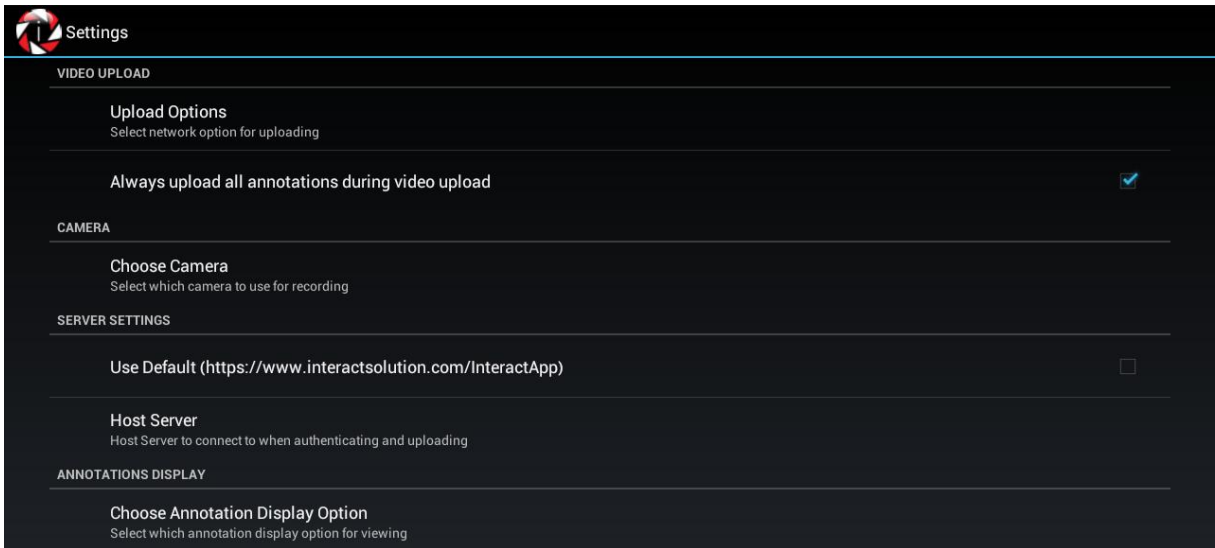 i
Settings
VIDEO UPLOAD
Upload Options
Select network option for uploading
Always upload all annotations during video upload
CAMERA
Choose Camera
Select which camera to use for recording
SERVER SETTINGS
Use Default (https://www.interactsolution.com/InteractApp)
Host Server
Host Server to connect to when authenticating and uploading
ANNOTATIONS DISPLAY
Choose Annotation Display Option
Select which annotation display option for viewing